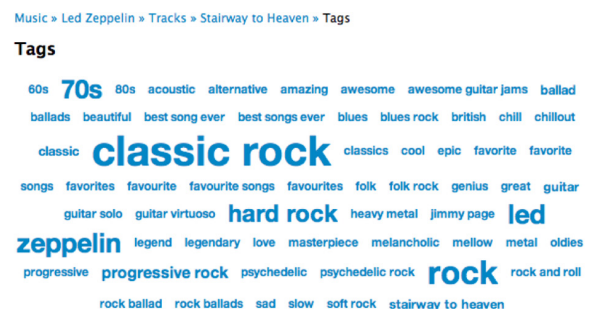 Music » Led Zeppelin » Tracks » Stairway to Heaven » Tags
Tags
60s 70s 80s acoustic alternative amazing awesome awesome guitar jams ballad
ballads beautiful best song ever best songs ever blues blues rock british chill chillout
classic classic rock classics cool epic favorite favorite
songs favorites favourite favourite songs favourites folk folk rock genius great guitar
guitar solo guitar virtuoso hard rock heavy metal jimmy page led
zeppelin legend legendary love masterpiece melancholic mellow metal oldies
progressive progressive rock psychedelic psychedelic rock rock rock and roll
rock ballad rock ballads sad slow soft rock stairway to heaven